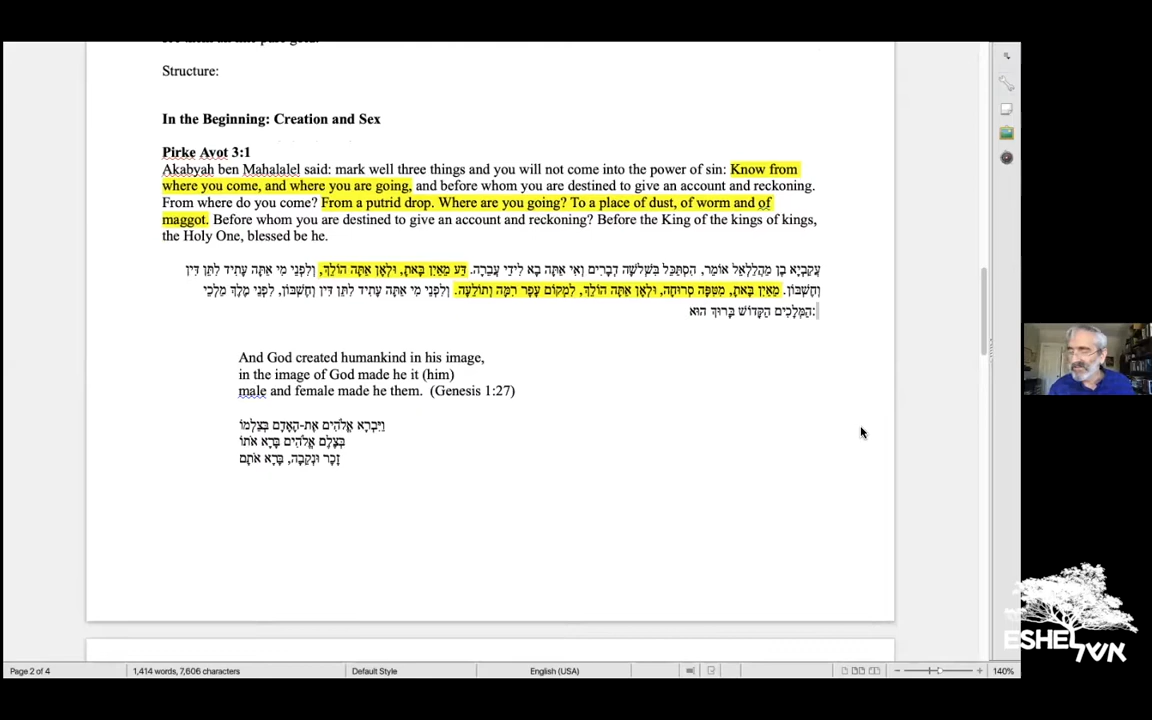 Structure:
In the Beginning: Creation and Sex
Pirke Avot 3:1
Akabyah ben Mahalalel said: mark well three things and you will not come into the power of sin: Know from
where you come, and where you are going, and before whom you are destined to give an account and reckoning.
From where do you come? From a putrid drop. Where are you going? To a place of dust, of worm and of
maggot. Before whom you are destined to give an account and reckoning? Before the King of the kings of kings,
the Holy One, blessed be he.
עֲקַבְיָא בֶן מַהֲלַלְאֵל אוֹמֵר, הִסְתַּכֵּל בִּשְׁלֹשָׁה דְבָרִים וְאִי אַתָּה בָא לִידֵי עֲבֵרָה. דַּע מֵאַיִן בָּאתָ, וּלְאָן אַתָּה הוֹלֵךְ, וְלִפְנֵי מִי אַתָּה עָתִיד לִתֵּן דִּין
וְחֶשְׁבּוֹן. מֵאַיִן בָּאתָ, מִטִּפָּה סְרוּחָה, וּלְאָן אַתָּה הוֹלֵךְ, לִמְקוֹם עָפָר רִמָּה וְתוֹלֵעָה. וְלִפְנֵי מִי אַתָּה עָתִיד לִתֵּן דִּין וְחֶשְׁבּוֹן, לִפְנֵי מֶלֶךְ מַלְכֵי
הַמְּלָכִים הַקָּדוֹשׁ בָּרוּךְ הוּא:
And God created humankind in his image,
in the image of God made he it (him)
male and female made he them. (Genesis 1:27)
וַיִּבְרָא אֱלֹהִים אֶת-הָאָדָם בְּצַלְמוֹ
בְּצֶלֶם אֱלֹהִים בָּרָא אֹתוֹ
זָכָר וּנְקֵבָה, בָּרָא אֹתָם
Page 2 of 4 1,414 words, 7,606 characters Default Style English (USA) 140%
ESHEL
אשל